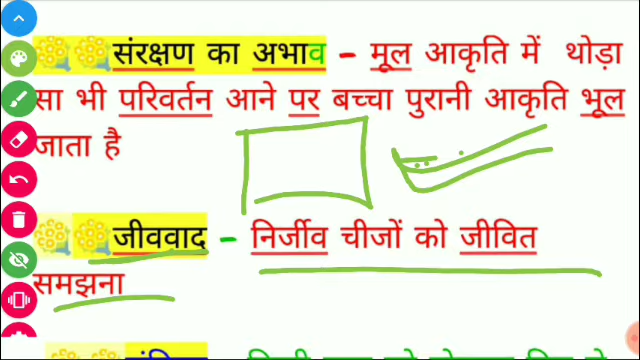 संरक्षण का अभाव - मूल आकृति में थोड़ा
सा भी परिवर्तन आने पर बच्चा पुरानी आकृति भूल
जाता है
जीववाद - निर्जीव चीजों को जीवित
समझना